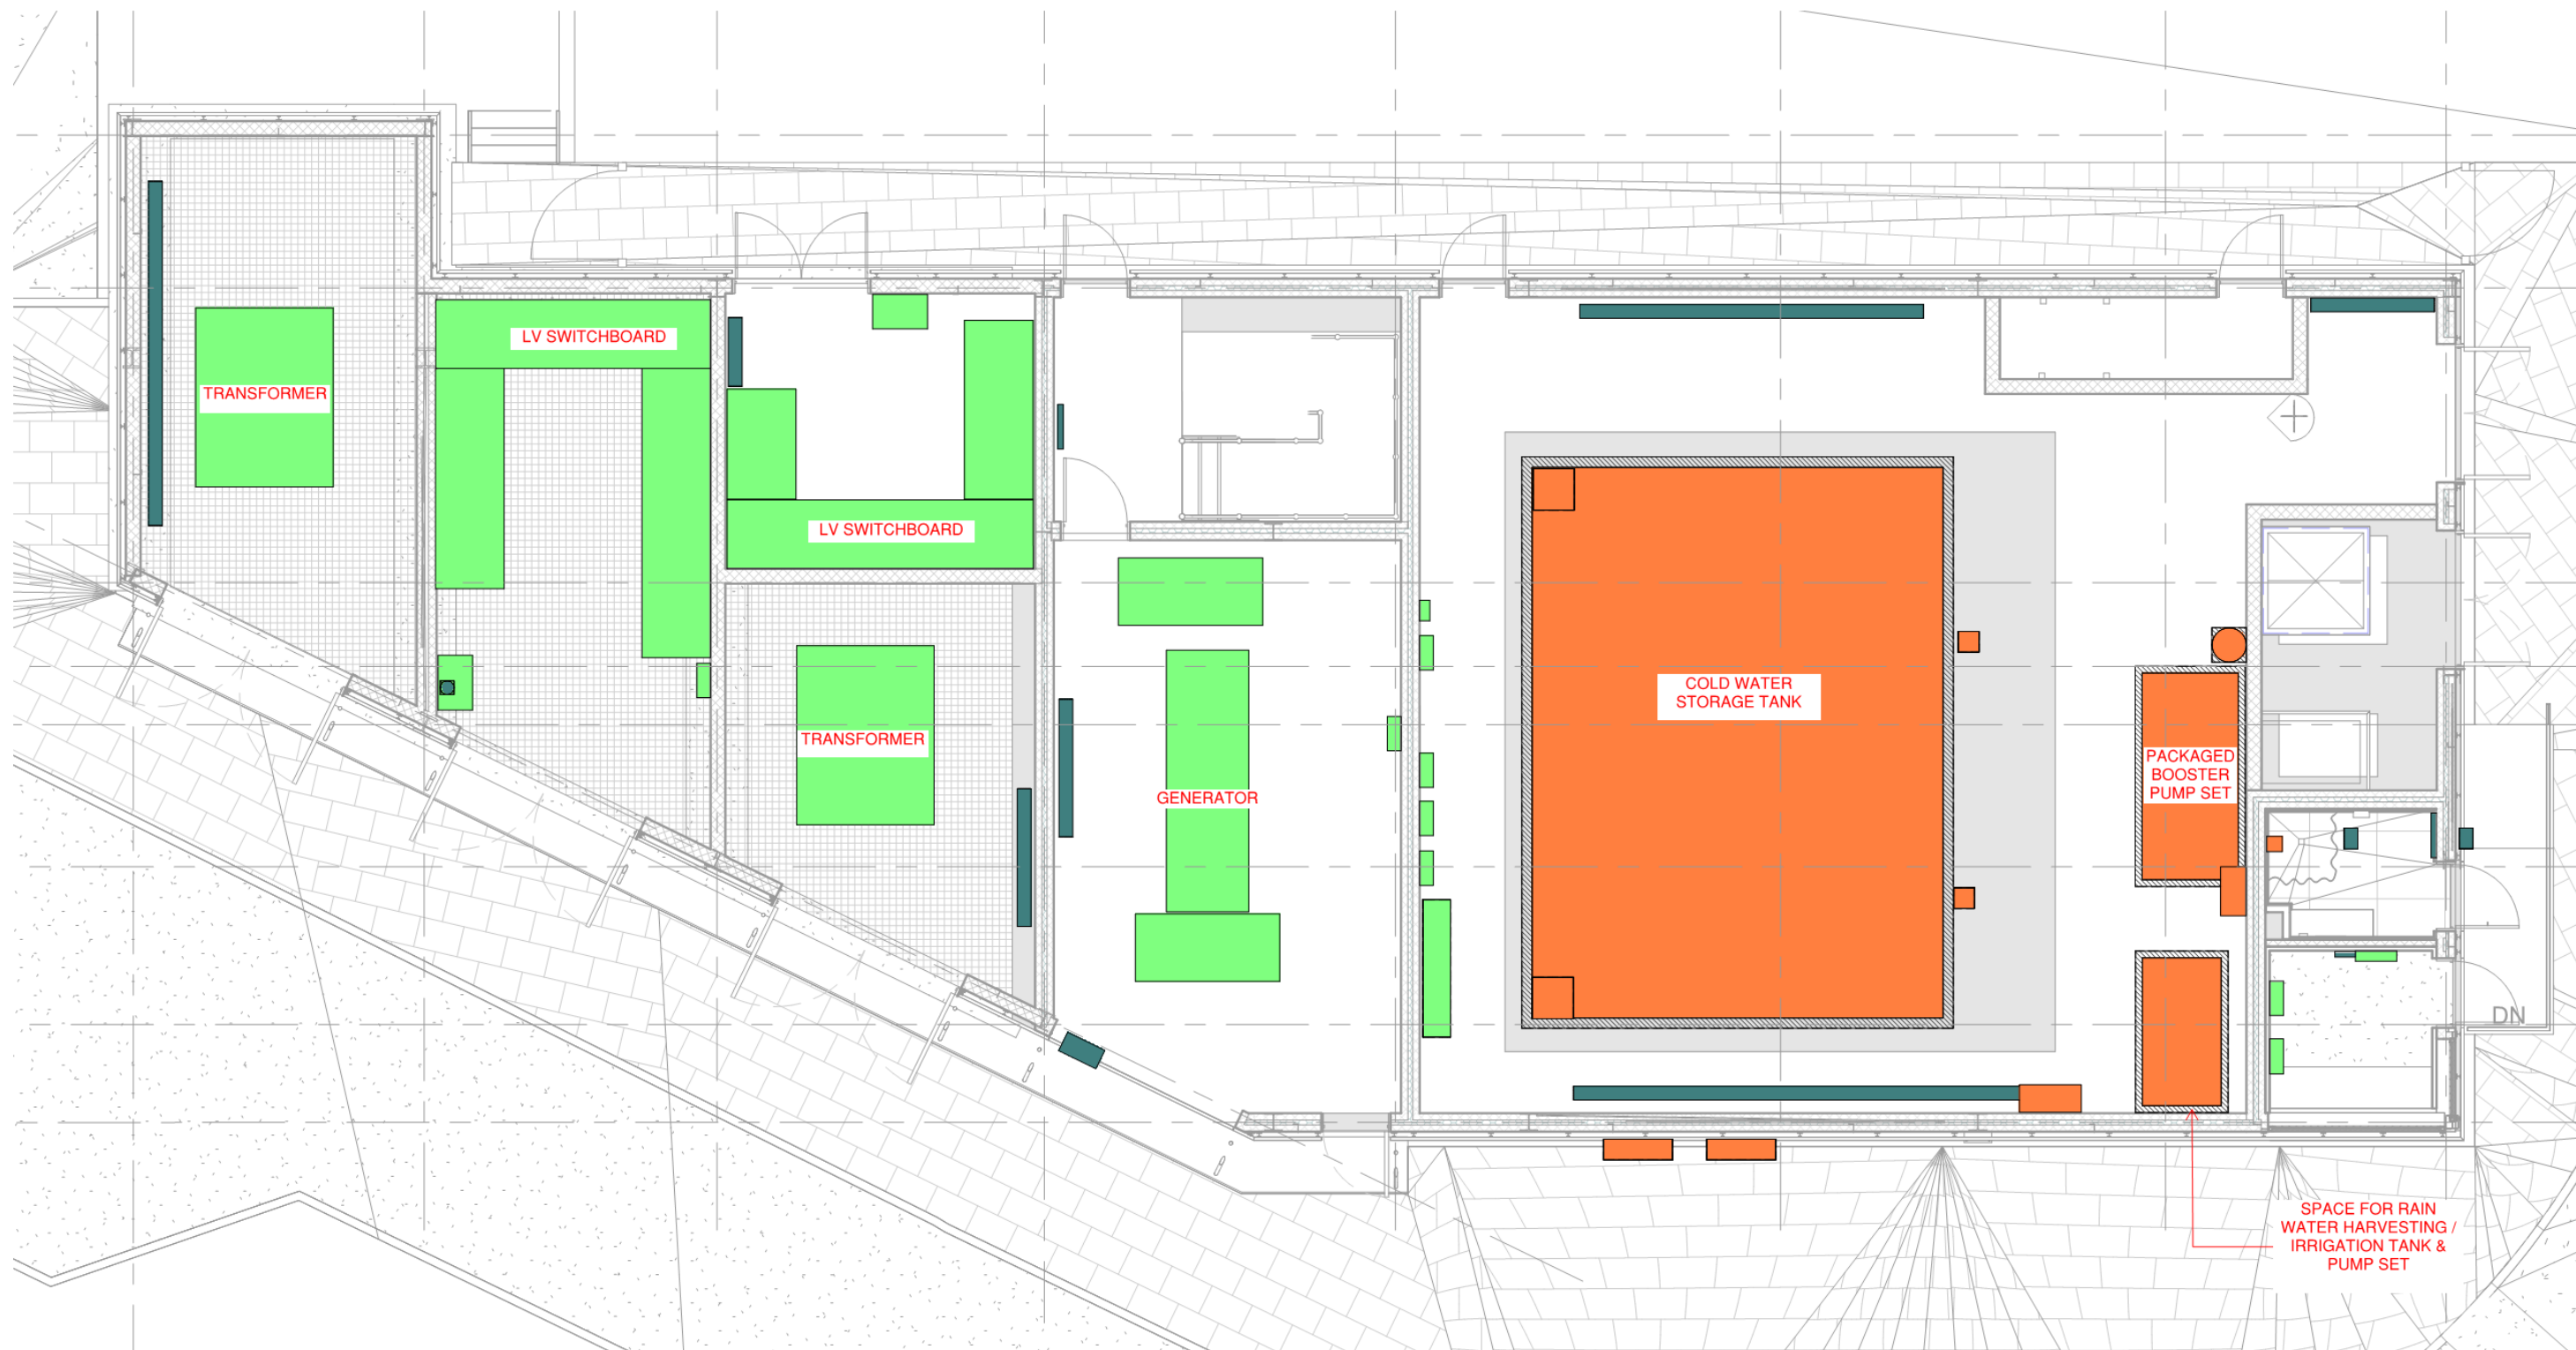 LV SWITCHBOARD
TRANSFORMER
LV SWITCHBOARD
COLD WATER
STORAGE TANK
TRANSFORMER
PACKAGED
BOOSTER
PUMP SET
GENERATOR
DN
SPACE FOR RAIN
WATER HARVESTING /
IRRIGATION TANK &
PUMP SET